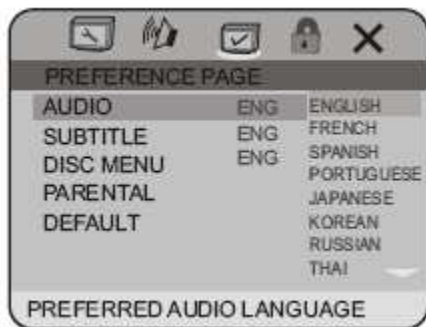 PREFERENCE PAGE
AUDIO ENG ENGLISH
SUBTITLE ENG FRENCH
DISC MENU ENG SPANISH
PARENTAL PORTUGUESE
DEFAULT JAPANESE
KOREAN
RUSSIAN
THAI
PREFERRED AUDIO LANGUAGE